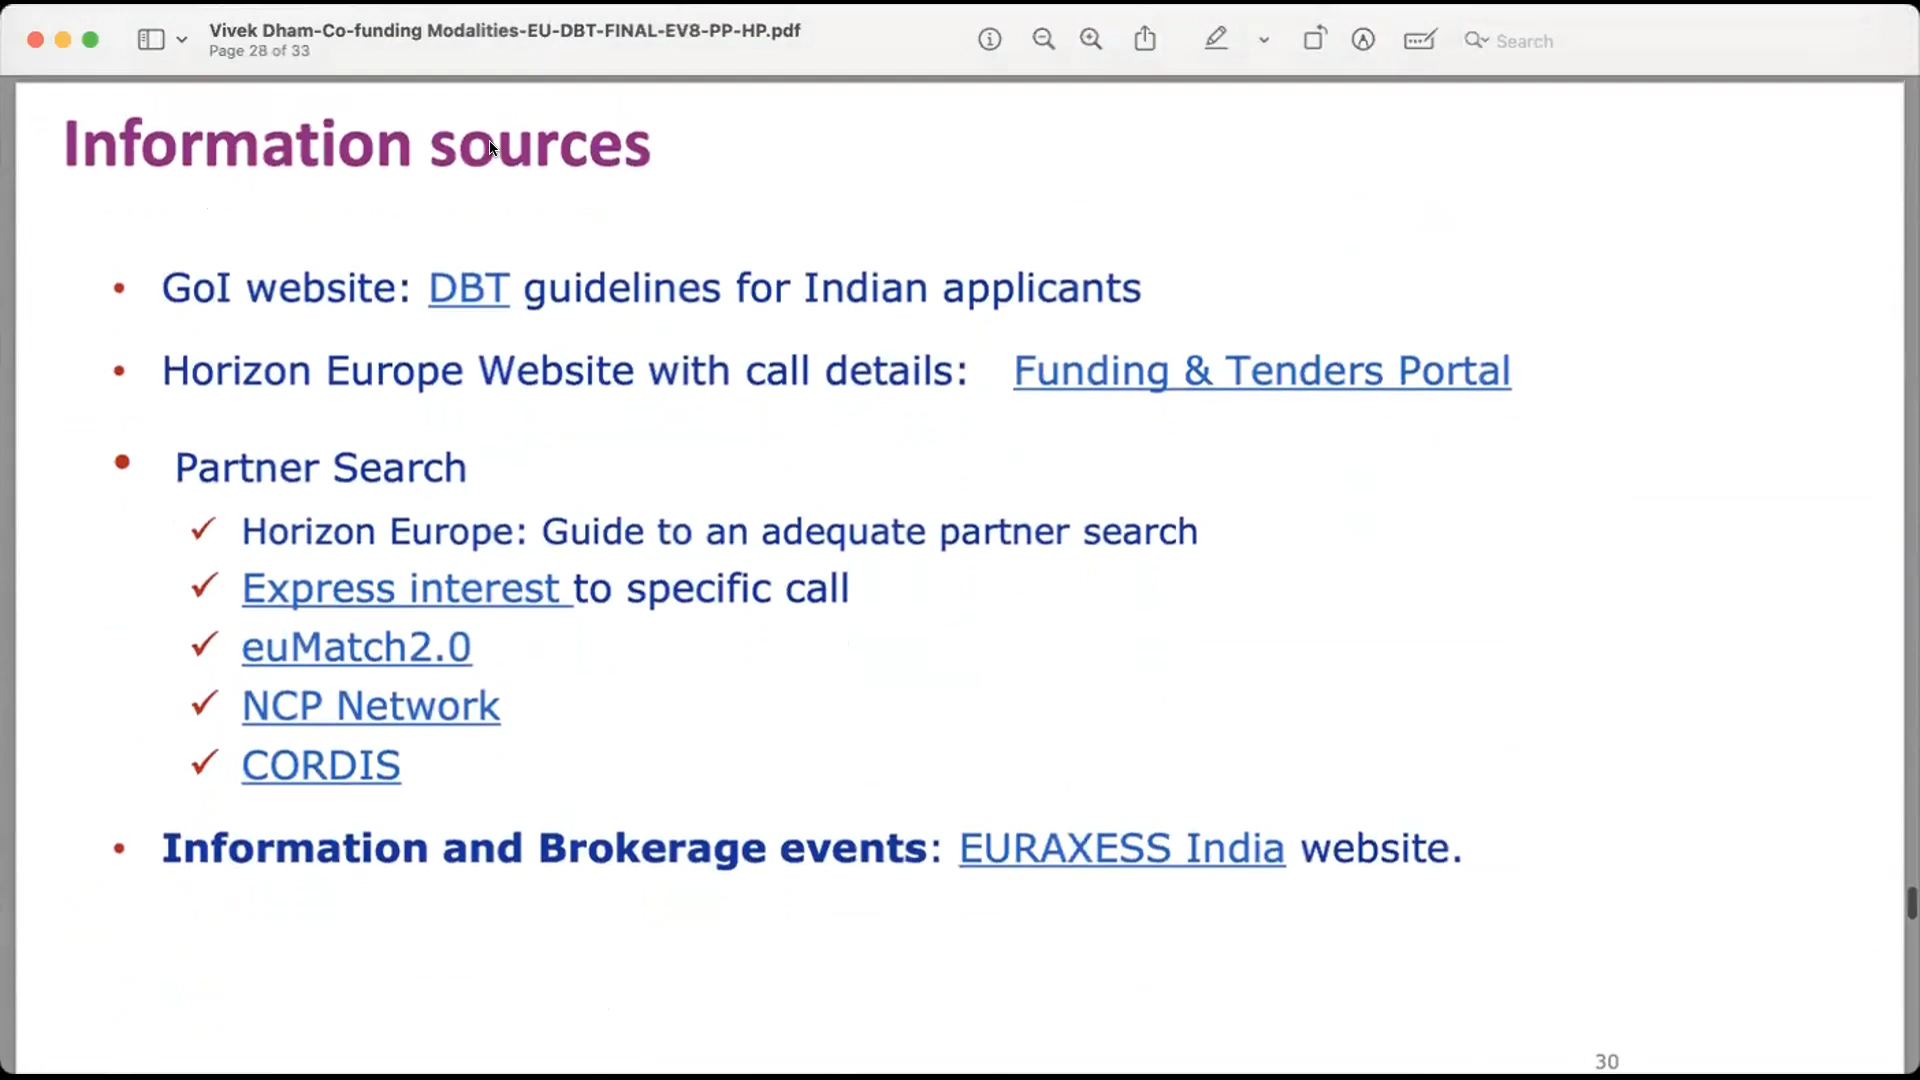 Vivek Dham-Co-funding Modalities-EU-DBT-FINAL-EV8-PP-HP.pdf
Page 28 of 33
Search
Information sources
• GoI website: DBT guidelines for Indian applicants
• Horizon Europe Website with call details: Funding & Tenders Portal
• Partner Search
✓ Horizon Europe: Guide to an adequate partner search
✓ Express interest to specific call
✓ euMatch2.0
✓ NCP Network
✓ CORDIS
• Information and Brokerage events: EURAXESS India website.
30